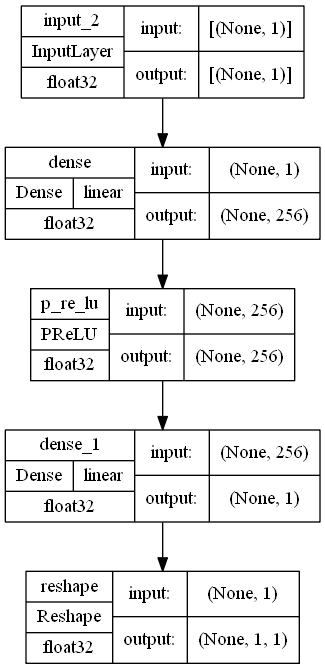 input_2
InputLayer
float32
input:
[(None, 1)]
output:
[(None, 1)]
dense
Dense linear
float32
input:
(None, 1)
output:
(None, 256)
p_re_lu
PReLU
float32
input:
(None, 256)
output:
(None, 256)
dense_1
Dense linear
float32
input:
(None, 256)
output:
(None, 1)
reshape
Reshape
float32
input:
(None, 1)
output:
(None, 1, 1)